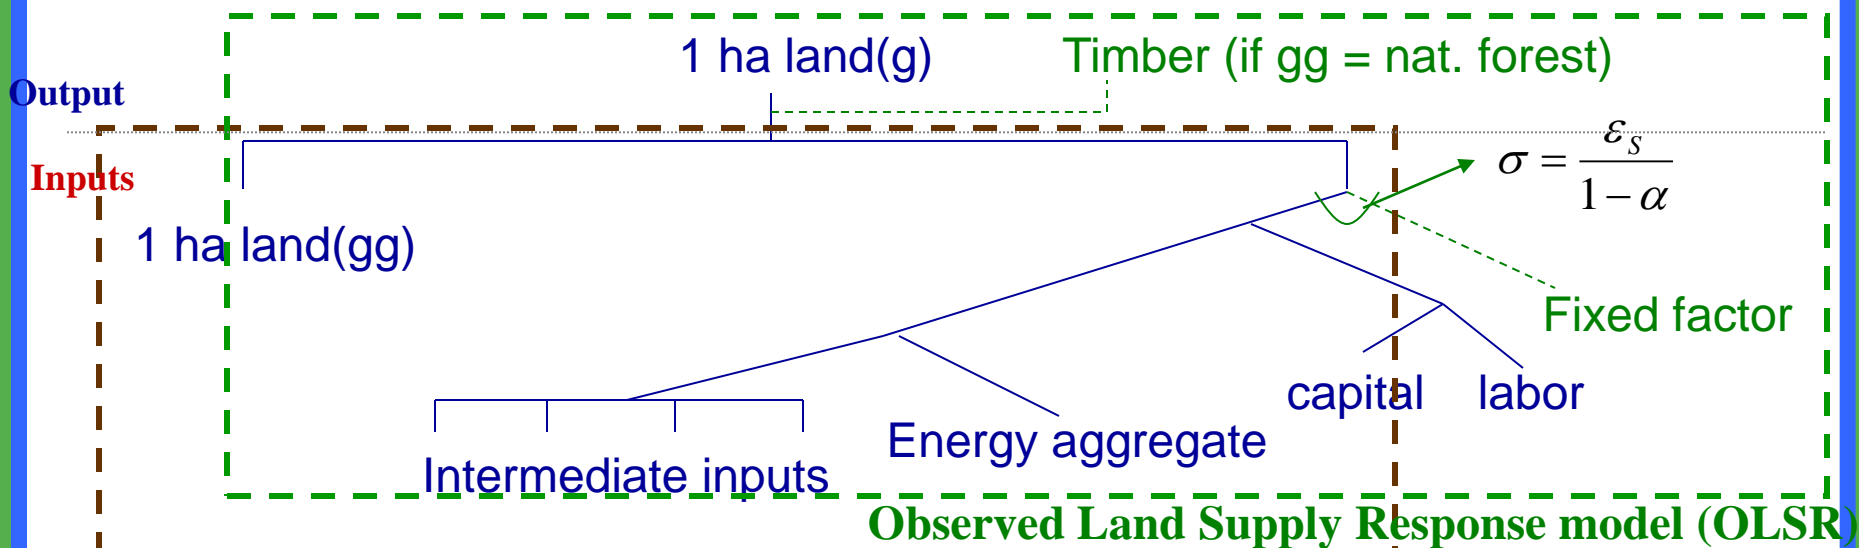 1 ha land(g) Timber (if gg = nat. forest)
Output
σ = ε_S / (1 − α)
Inputs
1 ha land(gg)
Fixed factor
capital labor
Energy aggregate
Intermediate inputs
Observed Land Supply Response model (OLSR)